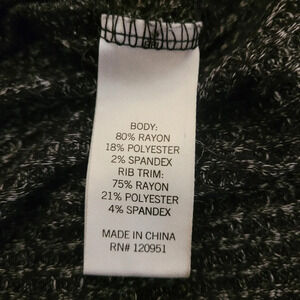 BODY:
80% RAYON
18% POLYESTER
2% SPANDEX
RIB TRIM:
75% RAYON
21% POLYESTER
4% SPANDEX
MADE IN CHINA
RN# 120951